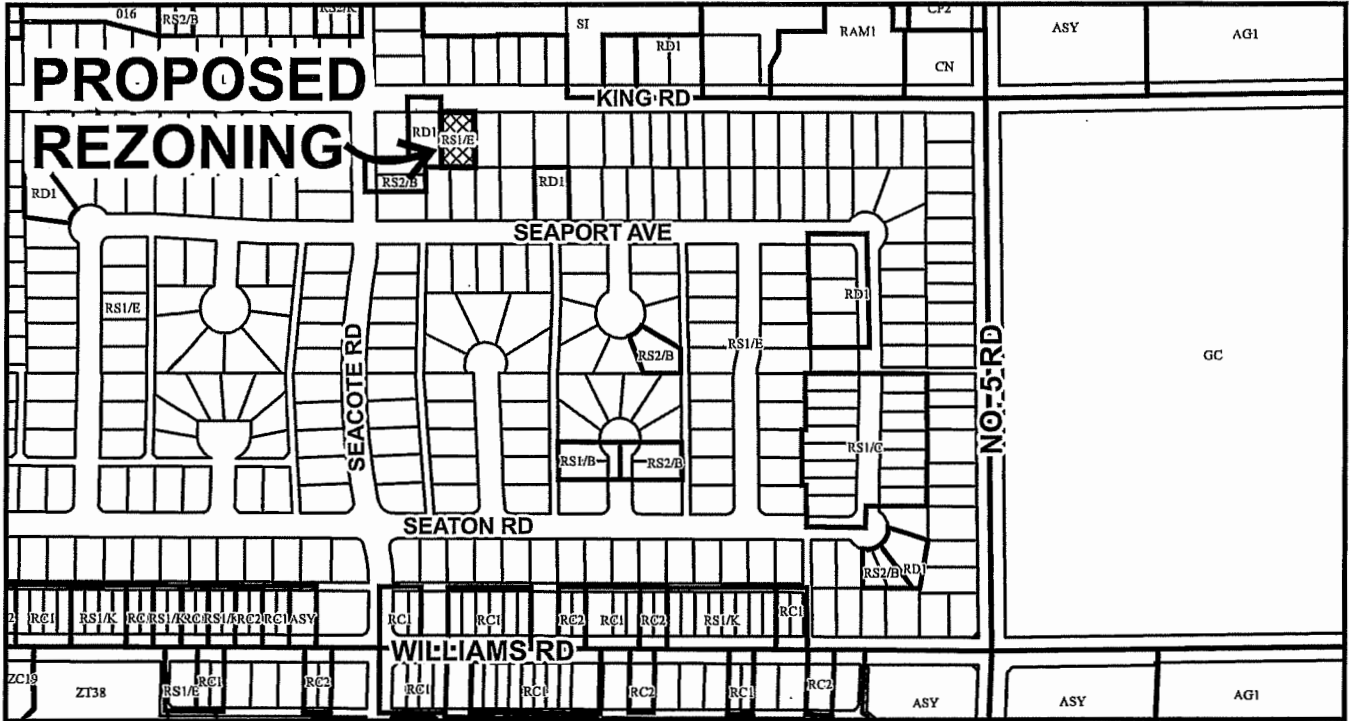 016
RS2/B
RS2/K
SI
RD1
RAM1
CP2
ASY
AG1
CN
PROPOSED
REZONING
KING RD
RD1
RS1/E
RS2/B
RD1
RD1
SEAPORT AVE
RS1/E
RD1
SEACOTE RD
RS2/B
RS1/E
NO 5 RD
GC
RS1/B
RS2/B
RS1/C
SEATON RD
RS2/B
RD1
RC1
RS1/K
RS1/K
RC2
RC1
ASY
RC1
RC1
RC2
RC1
RC2
RS1/K
RC1
WILLIAMS RD
ZC19
ZT38
RS1/E
RC1
RC2
RC1
RC1
RC2
RC1
RC2
ASY
ASY
AG1